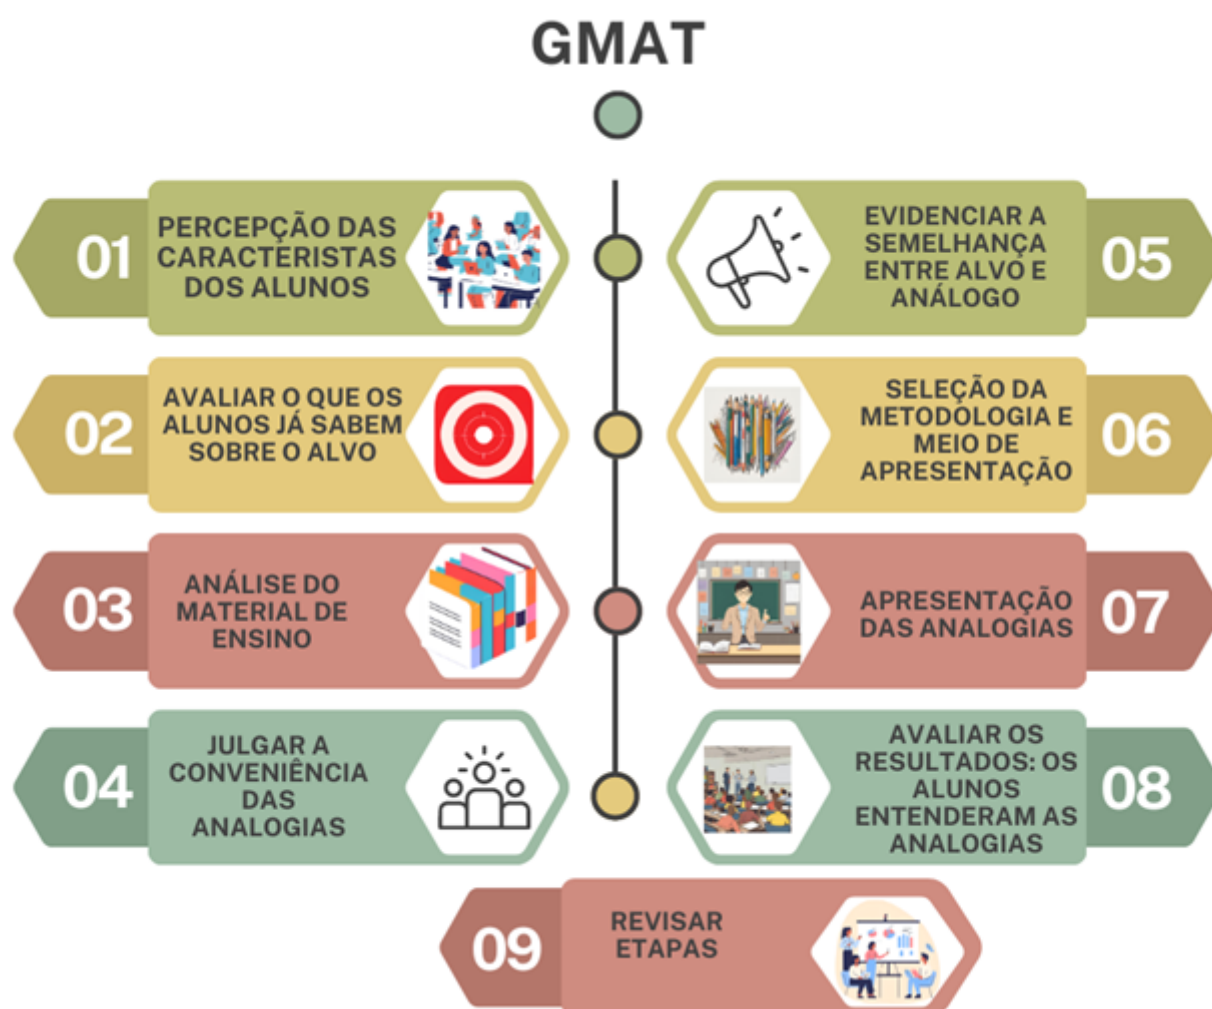 GMAT
01
PERCEPÇÃO DAS
CARACTERISTAS
DOS ALUNOS
02
AVALIAR O QUE OS
ALUNOS JÁ SABEM
SOBRE O ALVO
03
ANÁLISE DO
MATERIAL DE
ENSINO
04
JULGAR A
CONVENIÊNCIA
DAS
ANALOGIAS
05
EVIDENCIAR A
SEMELHANÇA
ENTRE ALVO E
ANÁLOGO
06
SELEÇÃO DA
METODOLOGIA E
MEIO DE
APRESENTAÇÃO
07
APRESENTAÇÃO
DAS ANALOGIAS
08
AVALIAR OS
RESULTADOS: OS
ALUNOS
ENTENDERAM AS
ANALOGIAS
09
REVISAR
ETAPAS